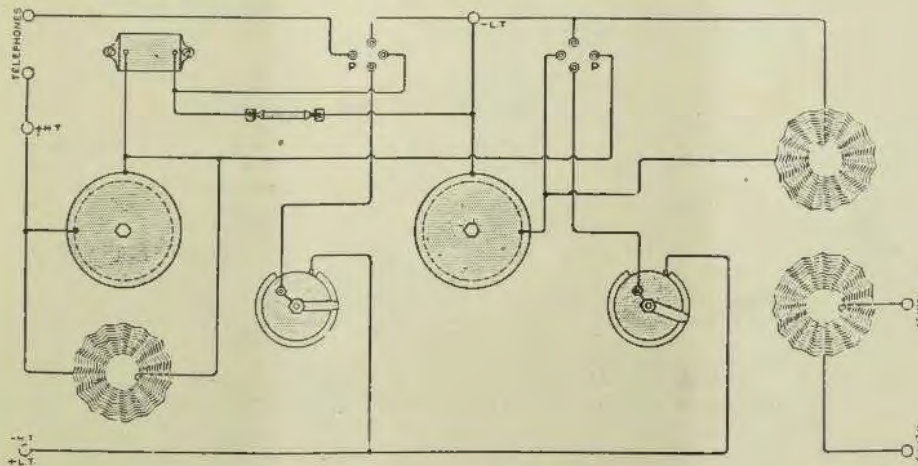 TELEPHONES
-L.T
P
P
+H T
+L.T.